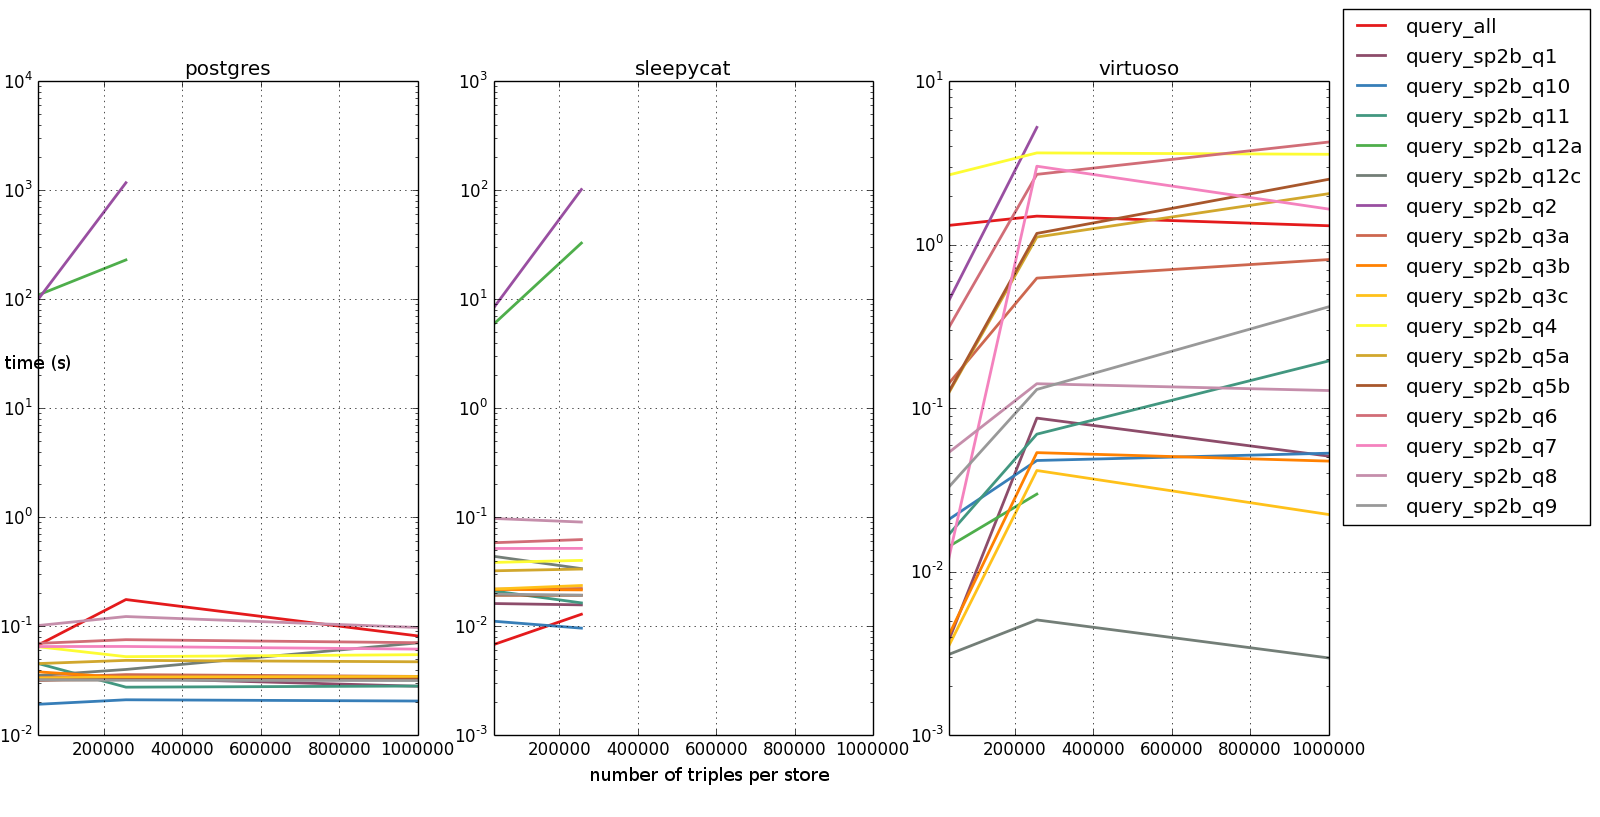 postgres
10^4
10^3
10^2
time (s)
10^1
10^0
10^-1
10^-2
200000 400000 600000 800000 1000000
sleepycat
10^3
10^2
10^1
10^0
10^-1
10^-2
10^-3
200000 400000 600000 800000 1000000
number of triples per store
virtuoso
10^1
10^0
10^-1
10^-2
10^-3
200000 400000 600000 800000 1000000
query_all
query_sp2b_q1
query_sp2b_q10
query_sp2b_q11
query_sp2b_q12a
query_sp2b_q12c
query_sp2b_q2
query_sp2b_q3a
query_sp2b_q3b
query_sp2b_q3c
query_sp2b_q4
query_sp2b_q5a
query_sp2b_q5b
query_sp2b_q6
query_sp2b_q7
query_sp2b_q8
query_sp2b_q9